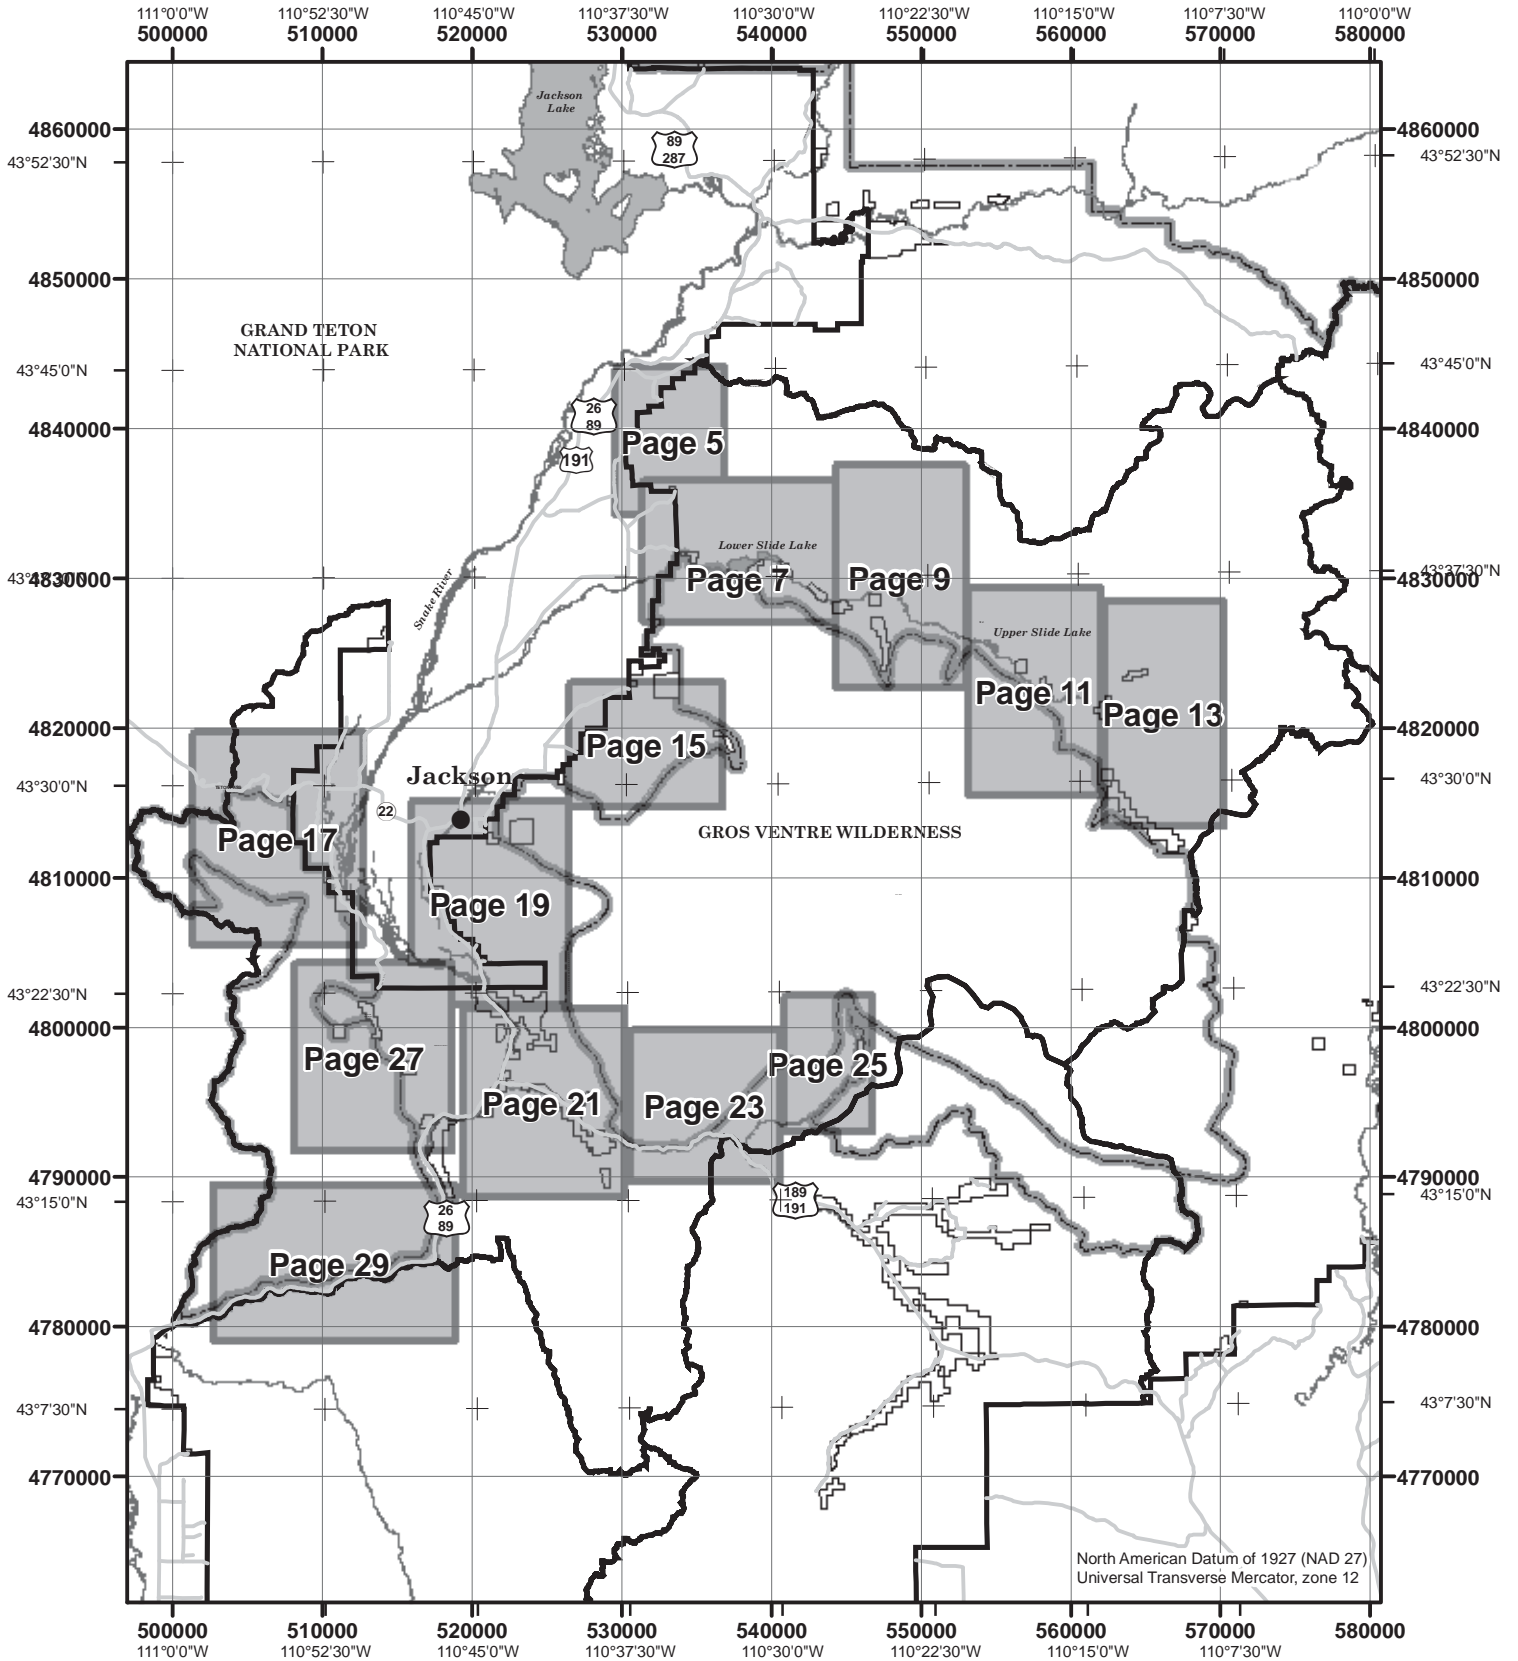 111°0'0"W 110°52'30"W 110°45'0"W 110°37'30"W 110°30'0"W 110°22'30"W 110°15'0"W 110°7'30"W 110°0'0"W
500000 510000 520000 530000 540000 550000 560000 570000 580000
Jackson
Lake
4860000 4860000
89
287
43°52'30"N 43°52'30"N
4850000 4850000
GRAND TETON
NATIONAL PARK
43°45'0"N 43°45'0"N
26
89
4840000 4840000
Page 5
191
Lower Slide Lake
43°37'30"N
4830000 4830000
Page 7 Page 9
Snake River
Upper Slide Lake
Page 11
Page 13
4820000 4820000
Page 15
Jackson
43°30'0"N 43°30'0"N
22
GROS VENTRE WILDERNESS
Page 17
4810000 4810000
Page 19
43°22'30"N 43°22'30"N
4800000 4800000
Page 27
Page 25
Page 21 Page 23
4790000 4790000
43°15'0"N 43°15'0"N
189
191
26
89
Page 29
4780000 4780000
43°7'30"N 43°7'30"N
4770000 4770000
North American Datum of 1927 (NAD 27)
Universal Transverse Mercator, zone 12
500000 510000 520000 530000 540000 550000 560000 570000 580000
111°0'0"W 110°52'30"W 110°45'0"W 110°37'30"W 110°30'0"W 110°22'30"W 110°15'0"W 110°7'30"W